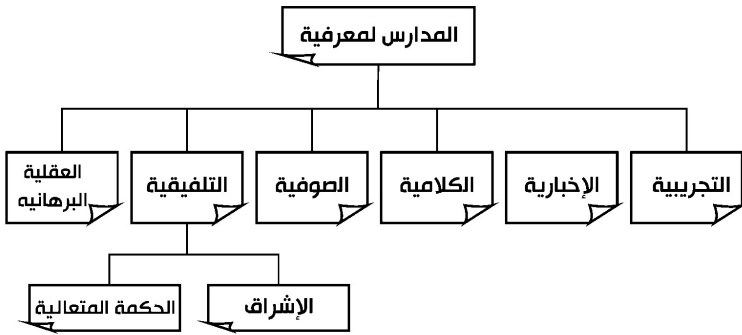 المدارس لمعرفية
التجريبية
الإخبارية
الكلامية
الصوفية
التلفيقية
العقلية
البرهانيه
الإشراق
الحكمة المتعالية